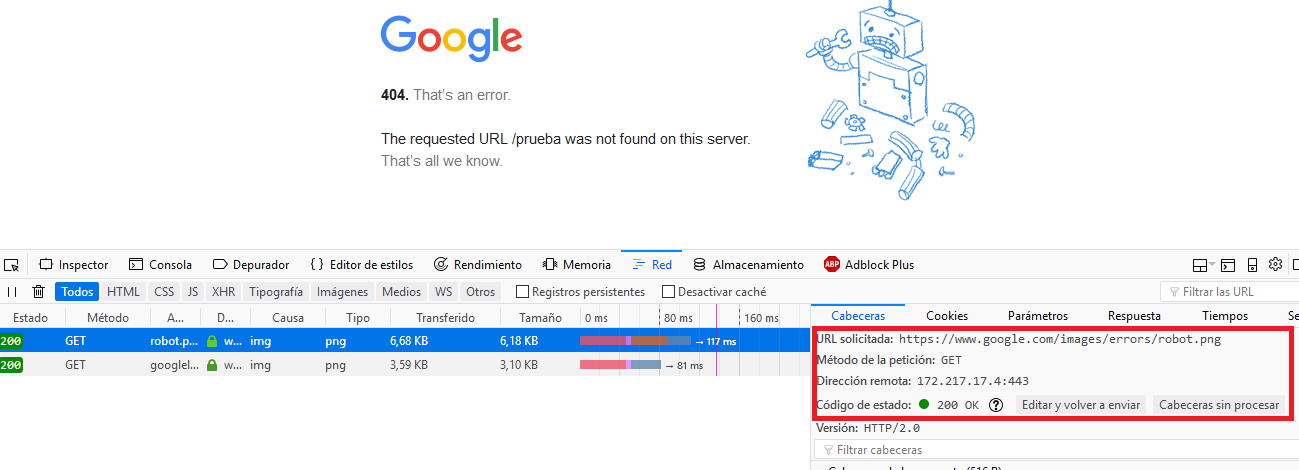 Google
404. That's an error.
The requested URL /prueba was not found on this server.
That's all we know.
Inspector Consola Depurador {} Editor de estilos Rendimiento Memoria Red Almacenamiento ABP Adblock Plus
Todos HTML CSS JS XHR Tipografía Imágenes Medios WS Otros Registros persistentes Desactivar caché Filtrar las URL
Estado Método A... D... Causa Tipo Transferido Tamaño 0 ms 80 ms 160 ms Cabeceras Cookies Parámetros Respuesta Tiempos Se
200 GET robot.p... w... img png 6,68 KB 6,18 KB → 117 ms
200 GET googlel... w... img png 3,59 KB 3,10 KB → 81 ms
URL solicitada: https://www.google.com/images/errors/robot.png
Método de la petición: GET
Dirección remota: 172.217.17.4:443
Código de estado: 200 OK ? Editar y volver a enviar Cabeceras sin procesar
Versión: HTTP/2.0
Filtrar cabeceras